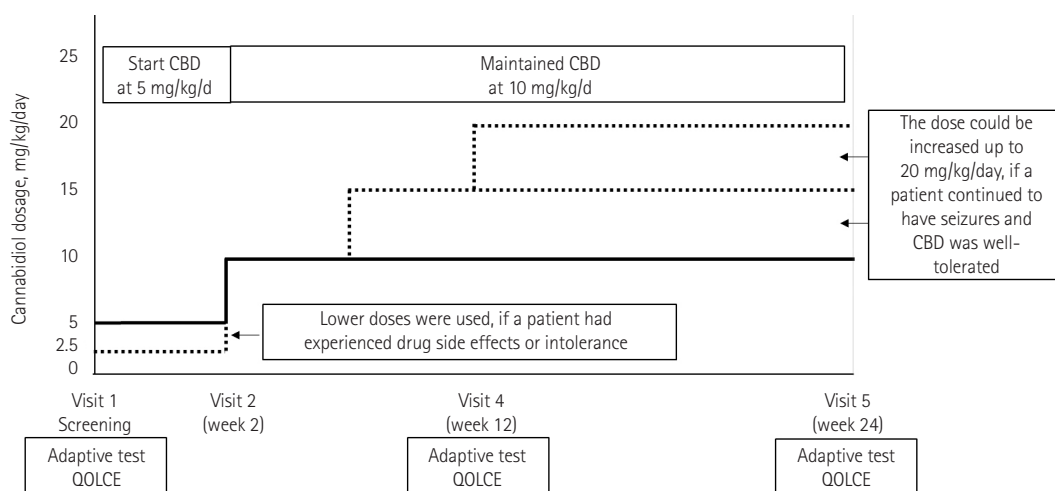 Cannabidiol dosage, mg/kg/day
25
20
15
10
5
2.5
0
Start CBD
at 5 mg/kg/d
Maintained CBD
at 10 mg/kg/d
The dose could be
increased up to
20 mg/kg/day, if a
patient continued to
have seizures and
CBD was well-
tolerated
Lower doses were used, if a patient had
experienced drug side effects or intolerance
Visit 1
Screening
Adaptive test
QOLCE
Visit 2
(week 2)
Visit 4
(week 12)
Adaptive test
QOLCE
Visit 5
(week 24)
Adaptive test
QOLCE